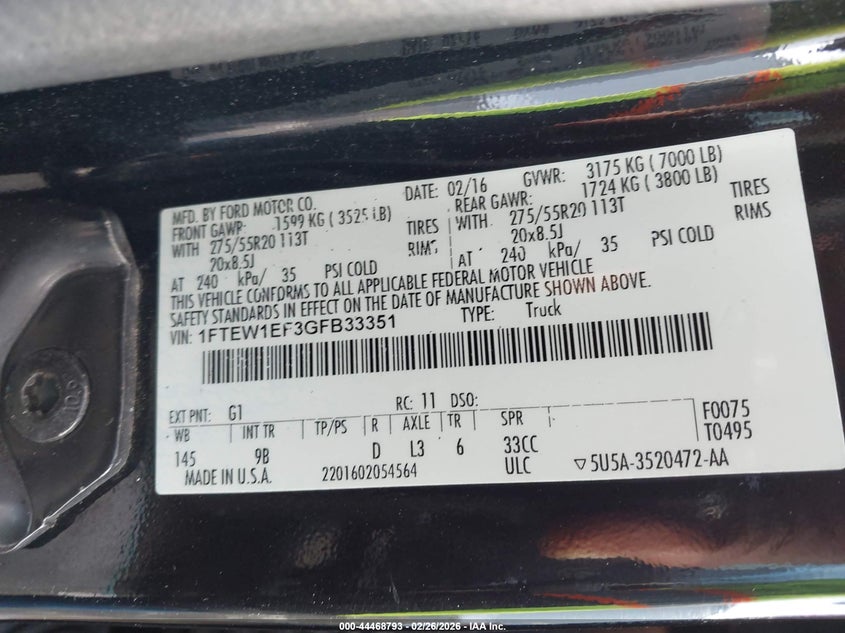 MFD. BY FORD MOTOR CO. DATE: 02/16 GVWR: 3175 KG ( 7000 LB)
FRONT GAWR: 1599 KG ( 3525 LB) REAR GAWR: 1724 KG ( 3800 LB)
WITH 275/55R20 113T TIRES WITH 275/55R20 113T TIRES
20x8.5J RIMS 20x8.5J RIMS
AT 240 kPa/ 35 PSI COLD AT 240 kPa/ 35 PSI COLD
THIS VEHICLE CONFORMS TO ALL APPLICABLE FEDERAL MOTOR VEHICLE
SAFETY STANDARDS IN EFFECT ON THE DATE OF MANUFACTURE SHOWN ABOVE.
VIN: 1FTEW1EF3GFB33351 TYPE: Truck
EXT PNT: G1 RC: 11 DSO:
WB INT TR TP/PS R AXLE TR SPR F0075
145 9B D L3 6 33CC T0495
MADE IN U.S.A. 2201602054564 ULC ▽5U5A-3520472-AA
000-44468793 - 02/26/2026 - IAA Inc.